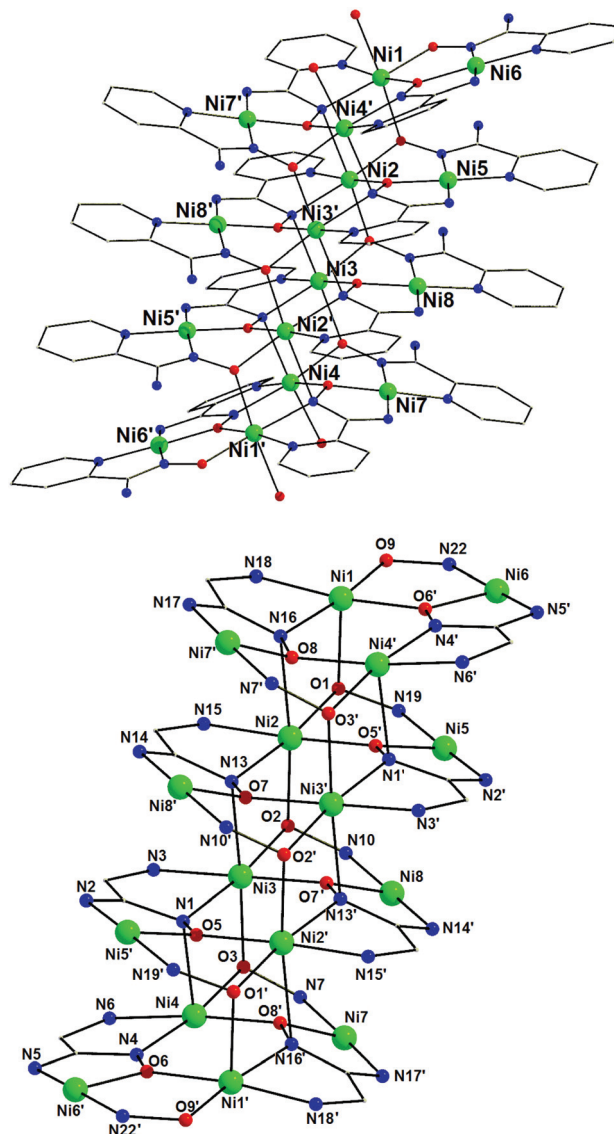 Ni1
Ni6
Ni7'
Ni4'
Ni2
Ni5
Ni8'
Ni3'
Ni3
Ni8
Ni5'
Ni2'
Ni4
Ni7
Ni6'
Ni1'
O9
N22
N18
Ni1
Ni6
O6'
N17
N16
N5'
Ni7'
O8
N4'
Ni4'
N6'
N7'
O1
N19
O3'
N15
Ni2
O5'
Ni5
N14
N13
N1'
N2'
Ni8'
O7
Ni3'
N3'
N10'
O2
N10
O2'
N3
Ni3
Ni8
O7'
N2
N1
N13'
N14'
O5
Ni5'
Ni2'
N15'
N19'
O3
N7
O1'
Ni4
N6
O8'
Ni7
N4
N16'
N5
O6
N17'
Ni6'
Ni1'
N18'
N22'
O9'